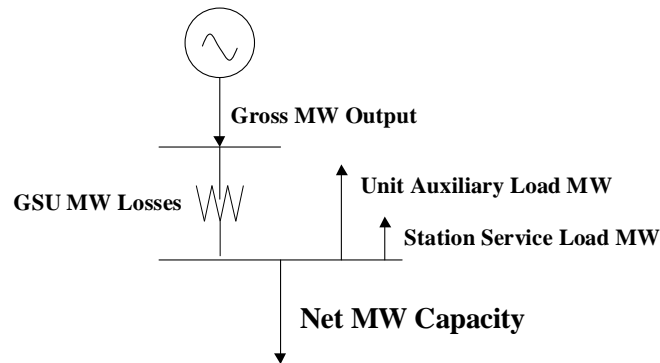 Gross MW Output
GSU MW Losses
Unit Auxiliary Load MW
Station Service Load MW
Net MW Capacity